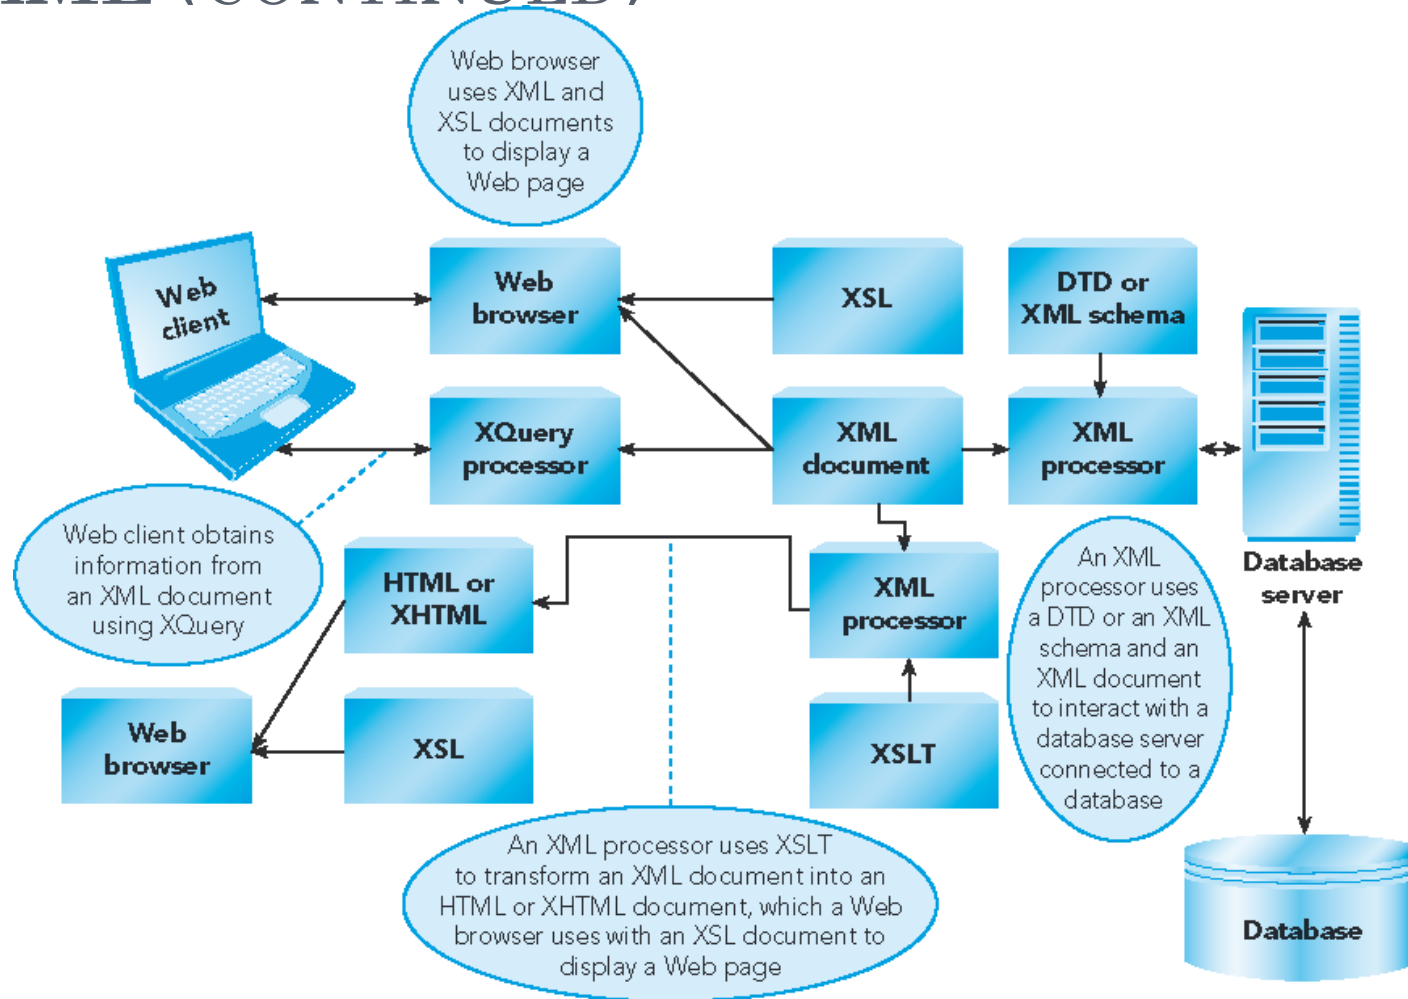 (CONTINUED)
Web browser
uses XML and
XSL documents
to display a
Web page
Web
client
Web
browser
XSL
DTD or
XML schema
XQuery
processor
XML
document
XML
processor
Web client obtains
information from
an XML document
using XQuery
HTML or
XHTML
XML
processor
An XML
processor uses
a DTD or an XML
schema and an
XML document
to interact with a
database server
connected to a
database
Database
server
Web
browser
XSL
XSLT
An XML processor uses XSLT
to transform an XML document into an
HTML or XHTML document, which a Web
browser uses with an XSL document to
display a Web page
Database